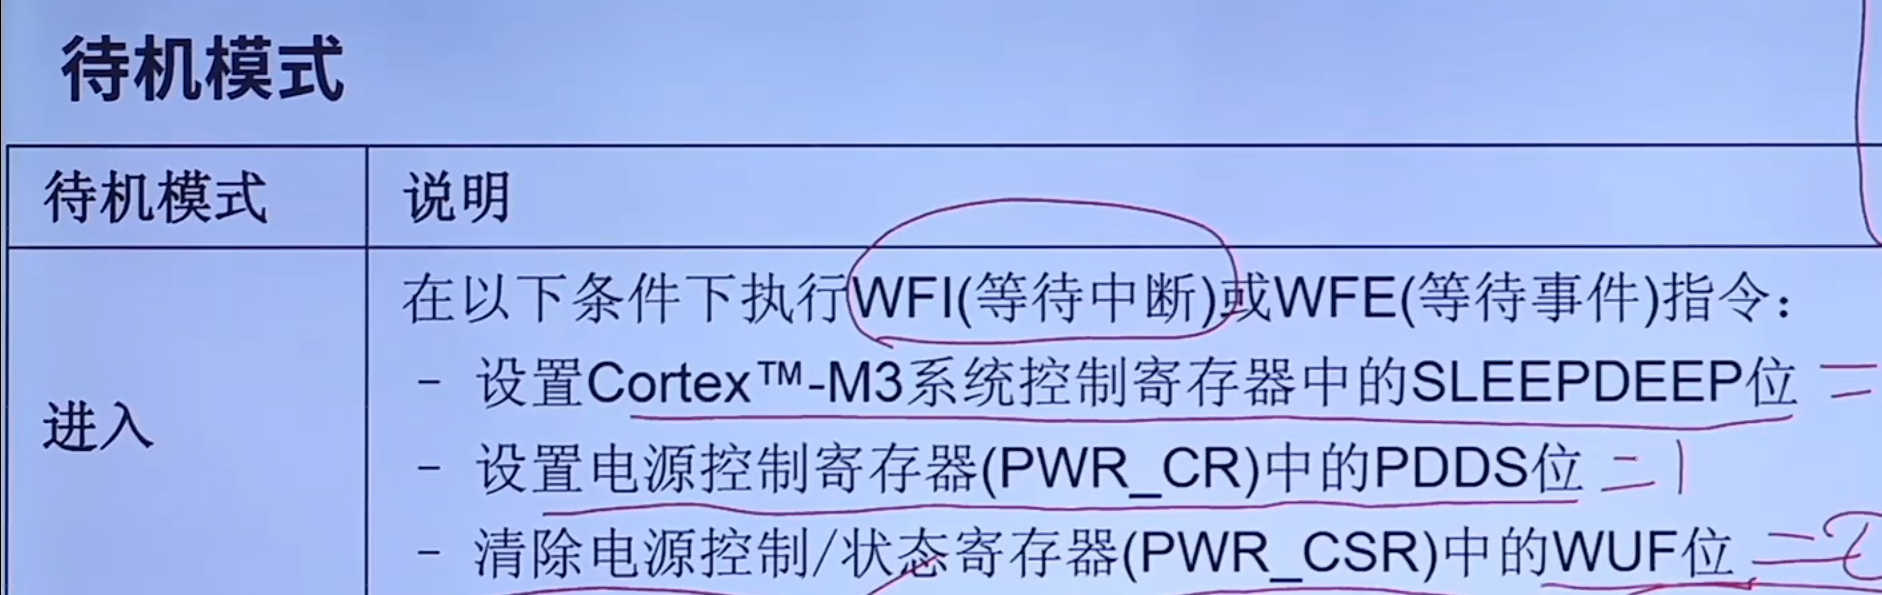 待机模式
待机模式 说明
进入
在以下条件下执行WFI(等待中断)或WFE(等待事件)指令：
- 设置Cortex™-M3系统控制寄存器中的SLEEPDEEP位 =
- 设置电源控制寄存器(PWR_CR)中的PDDS位 =1
- 清除电源控制/状态寄存器(PWR_CSR)中的WUF位 =